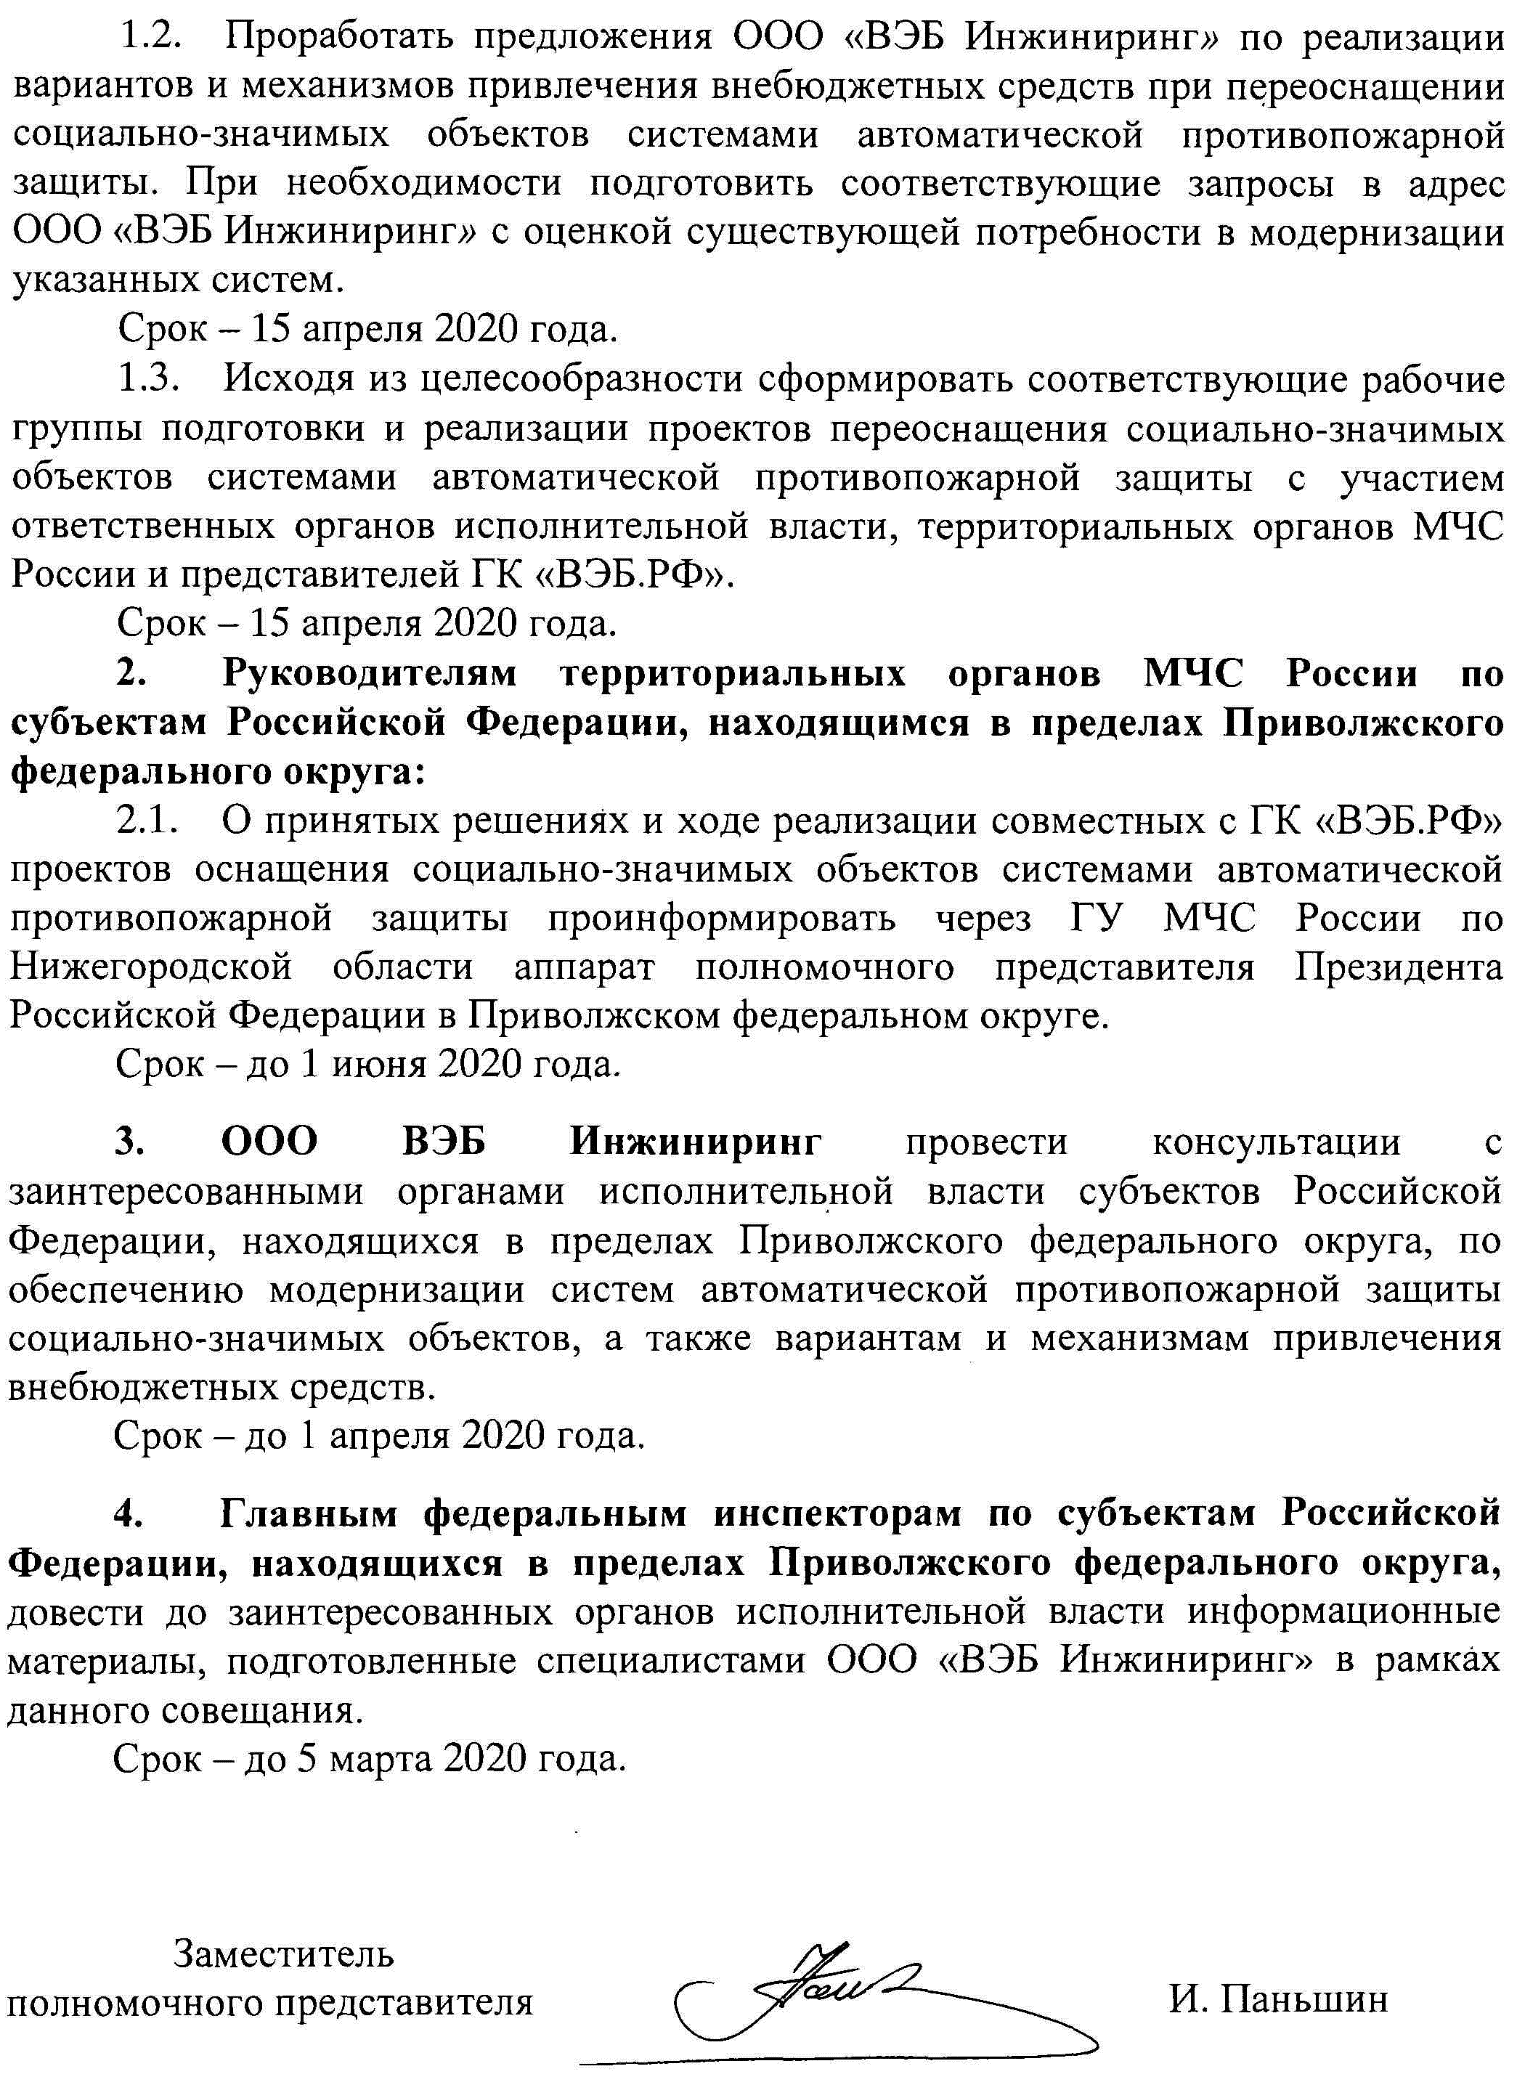 1.2. Проработать предложения ООО «ВЭБ Инжиниринг» по реализации
вариантов и механизмов привлечения внебюджетных средств при переоснащении
социально-значимых объектов системами автоматической противопожарной
защиты. При необходимости подготовить соответствующие запросы в адрес
ООО «ВЭБ Инжиниринг» с оценкой существующей потребности в модернизации
указанных систем.
Срок – 15 апреля 2020 года.
1.3. Исходя из целесообразности сформировать соответствующие рабочие
группы подготовки и реализации проектов переоснащения социально-значимых
объектов системами автоматической противопожарной защиты с участием
ответственных органов исполнительной власти, территориальных органов МЧС
России и представителей ГК «ВЭБ.РФ».
Срок – 15 апреля 2020 года.
2. Руководителям территориальных органов МЧС России по
субъектам Российской Федерации, находящимся в пределах Приволжского
федерального округа:
2.1. О принятых решениях и ходе реализации совместных с ГК «ВЭБ.РФ»
проектов оснащения социально-значимых объектов системами автоматической
противопожарной защиты проинформировать через ГУ МЧС России по
Нижегородской области аппарат полномочного представителя Президента
Российской Федерации в Приволжском федеральном округе.
Срок – до 1 июня 2020 года.
3. ООО ВЭБ Инжиниринг провести консультации с
заинтересованными органами исполнительной власти субъектов Российской
Федерации, находящихся в пределах Приволжского федерального округа, по
обеспечению модернизации систем автоматической противопожарной защиты
социально-значимых объектов, а также вариантам и механизмам привлечения
внебюджетных средств.
Срок – до 1 апреля 2020 года.
4. Главным федеральным инспекторам по субъектам Российской
Федерации, находящихся в пределах Приволжского федерального округа,
довести до заинтересованных органов исполнительной власти информационные
материалы, подготовленные специалистами ООО «ВЭБ Инжиниринг» в рамках
данного совещания.
Срок – до 5 марта 2020 года.
Заместитель
полномочного представителя
И. Паньшин